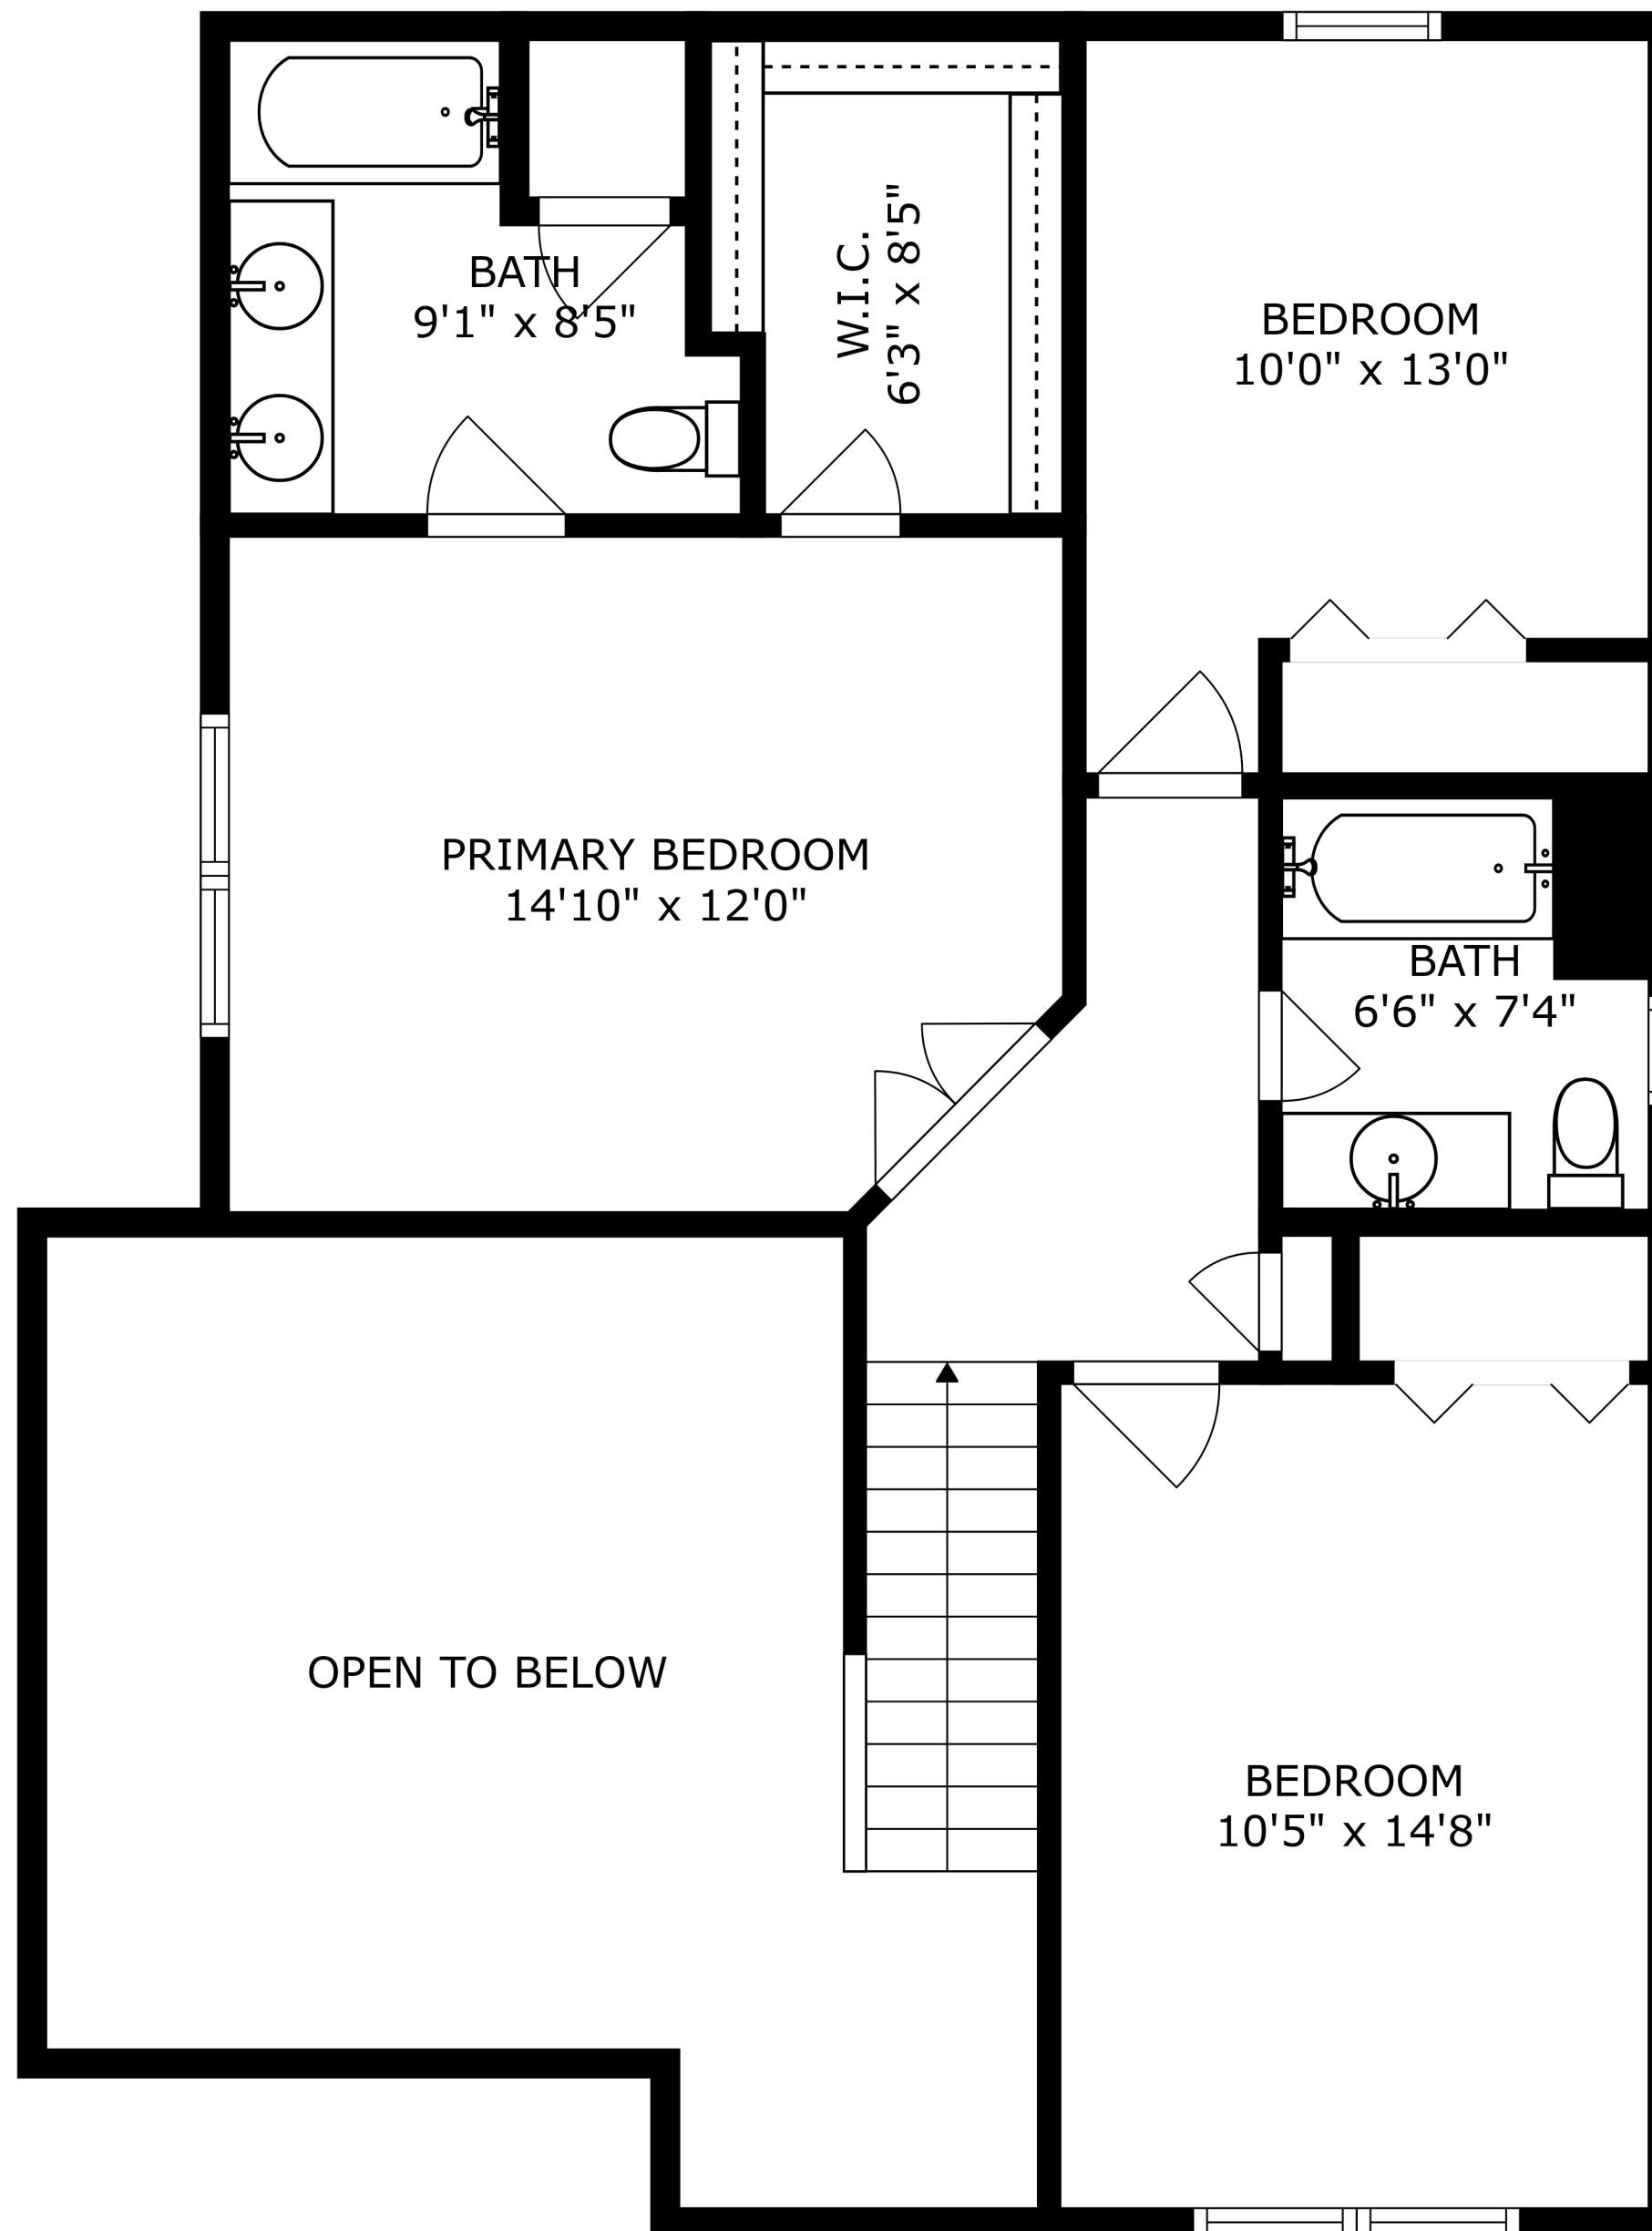 BATH
9'1" x 8'5"
W.I.C.
6'3" x 8'5"
BEDROOM
10'0" x 13'0"
PRIMARY BEDROOM
14'10" x 12'0"
BATH
6'6" x 7'4"
OPEN TO BELOW
BEDROOM
10'5" x 14'8"